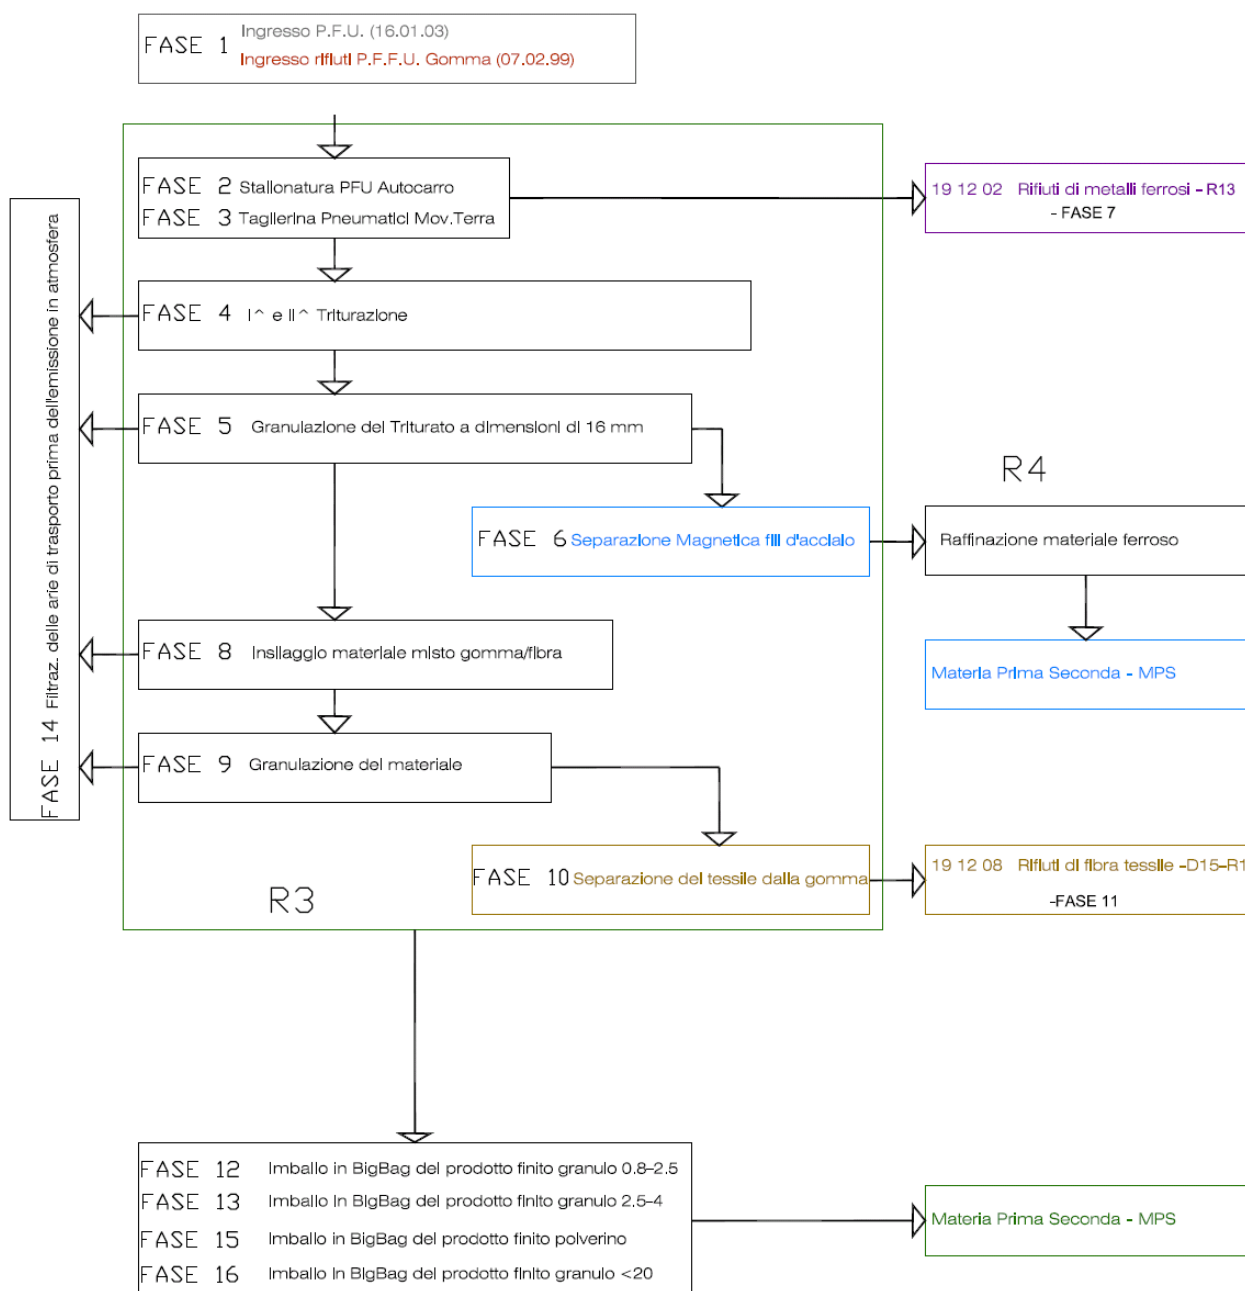 FASE 1 Ingresso P.F.U. (16.01.03)
Ingresso rifiuti P.F.F.U. Gomma (07.02.99)
FASE 2 Stallonatura PFU Autocarro
FASE 3 Taglierina Pneumatici Mov.Terra
19 12 02 Rifiuti di metalli ferrosi - R13
- FASE 7
FASE 4 I^ e II^ Triturazione
FASE 5 Granulazione del Triturato a dimensioni di 16 mm
R4
FASE 6 Separazione Magnetica fili d'acciaio
Raffinazione materiale ferroso
FASE 8 Insilaggio materiale misto gomma/fibra
Materia Prima Seconda - MPS
FASE 9 Granulazione del materiale
FASE 10 Separazione del tessile dalla gomma
19 12 08 Rifiuti di fibra tessile -D15-R1
-FASE 11
R3
FASE 14 Filtraz. delle arie di trasporto prima dell'emissione in atmosfera
FASE 12 Imballo in BigBag del prodotto finito granulo 0.8-2.5
FASE 13 Imballo in BigBag del prodotto finito granulo 2.5-4
FASE 15 Imballo in BigBag del prodotto finito polverino
FASE 16 Imballo in BigBag del prodotto finito granulo <20
Materia Prima Seconda - MPS